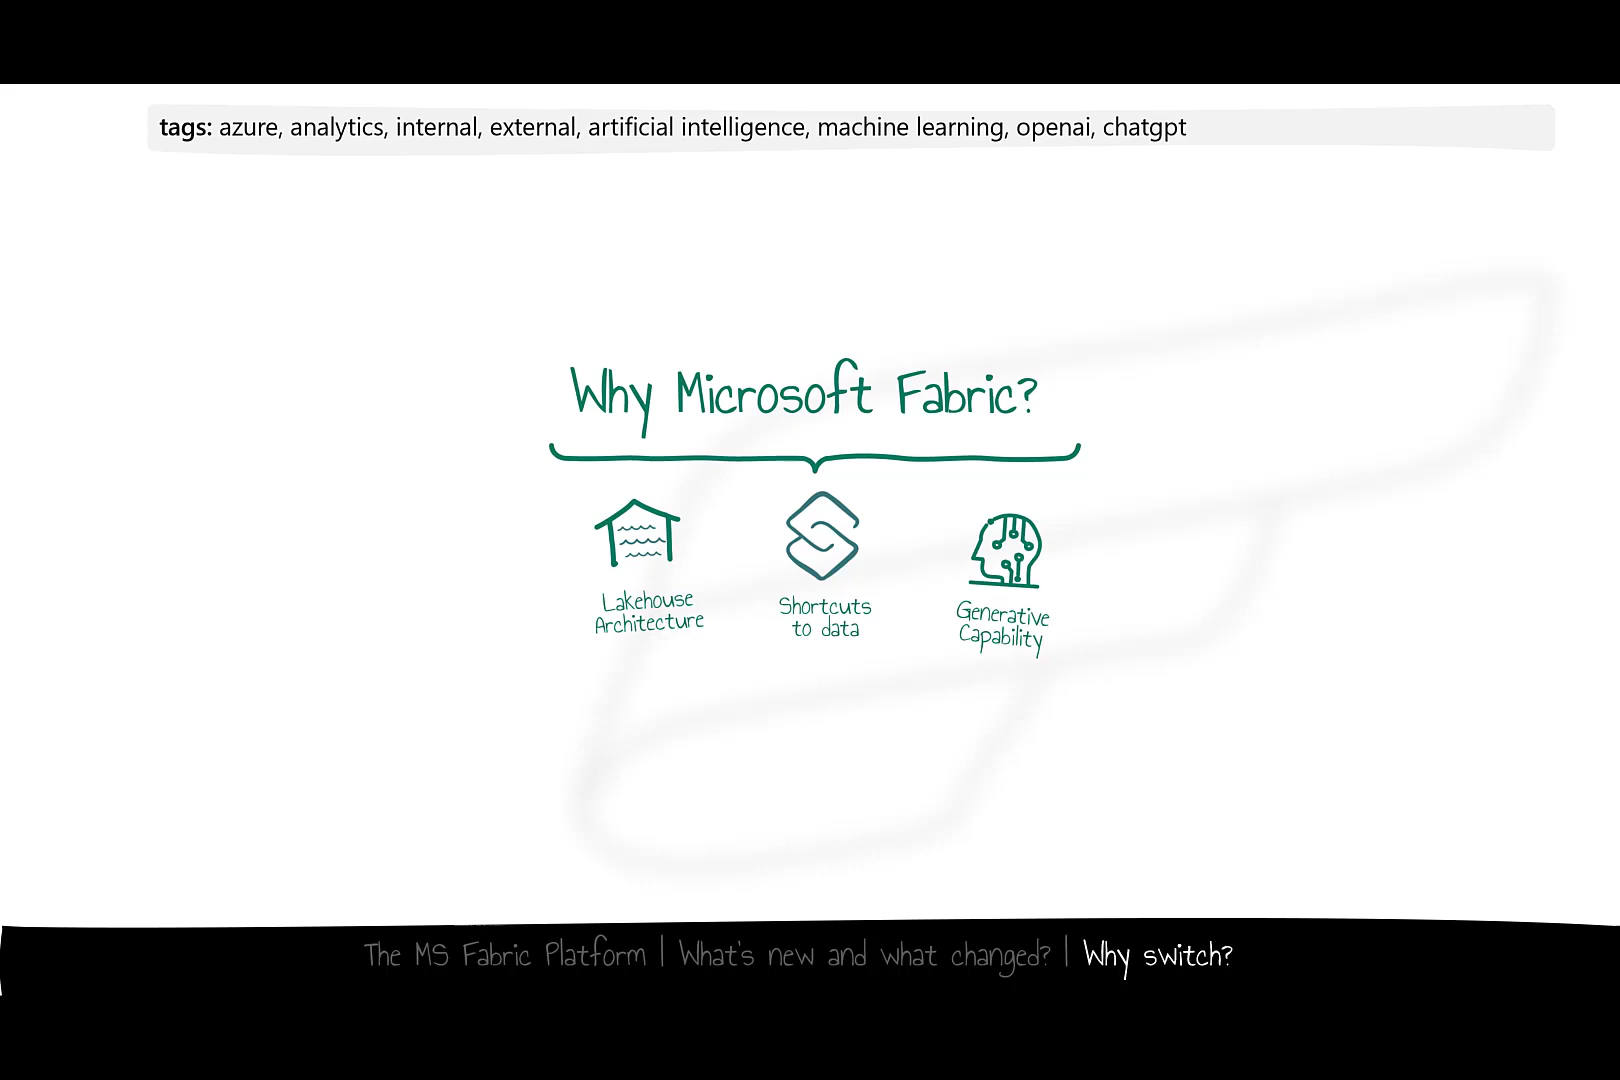 tags: azure, analytics, internal, external, artificial intelligence, machine learning, openai, chatgpt
Why Microsoft Fabric?
Lakehouse
Architecture
Shortcuts
to data
Generative
Capability
The MS Fabric Platform | What's new and what changed? | Why switch?